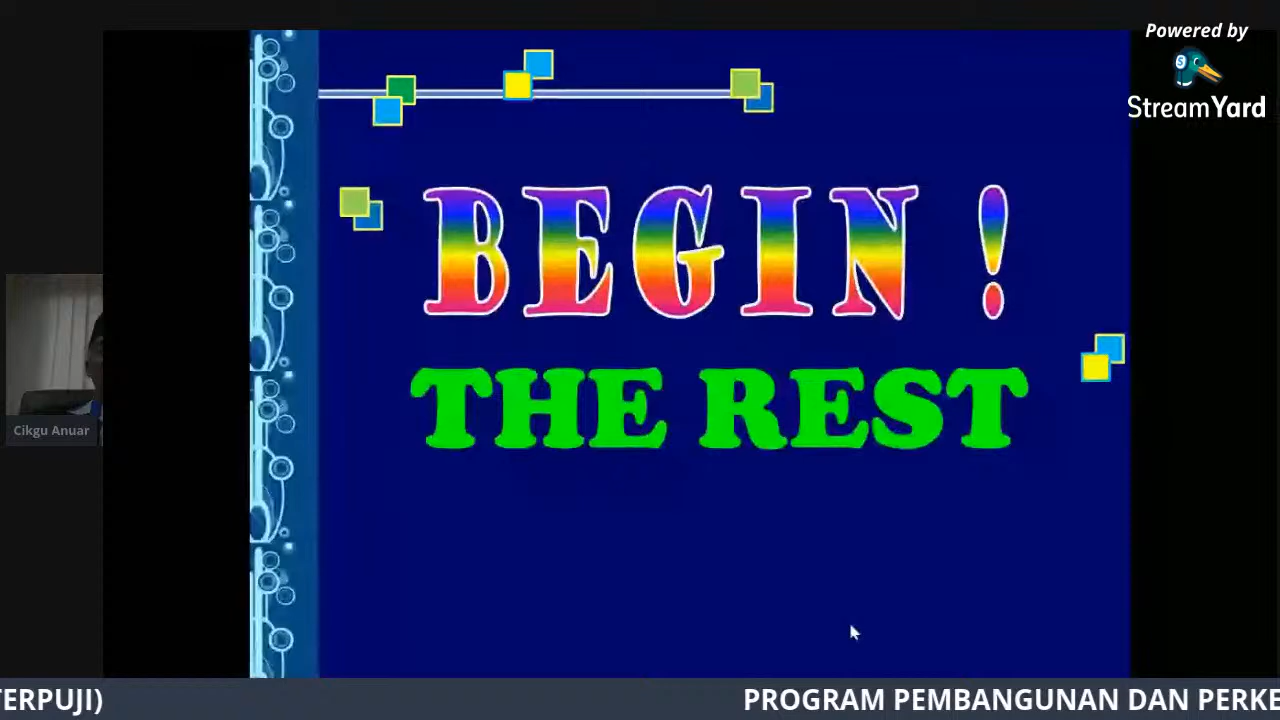 Powered by
StreamYard
BEGIN !
THE REST
Cikgu Anuar
TERPUJI)
PROGRAM PEMBANGUNAN DAN PERKE